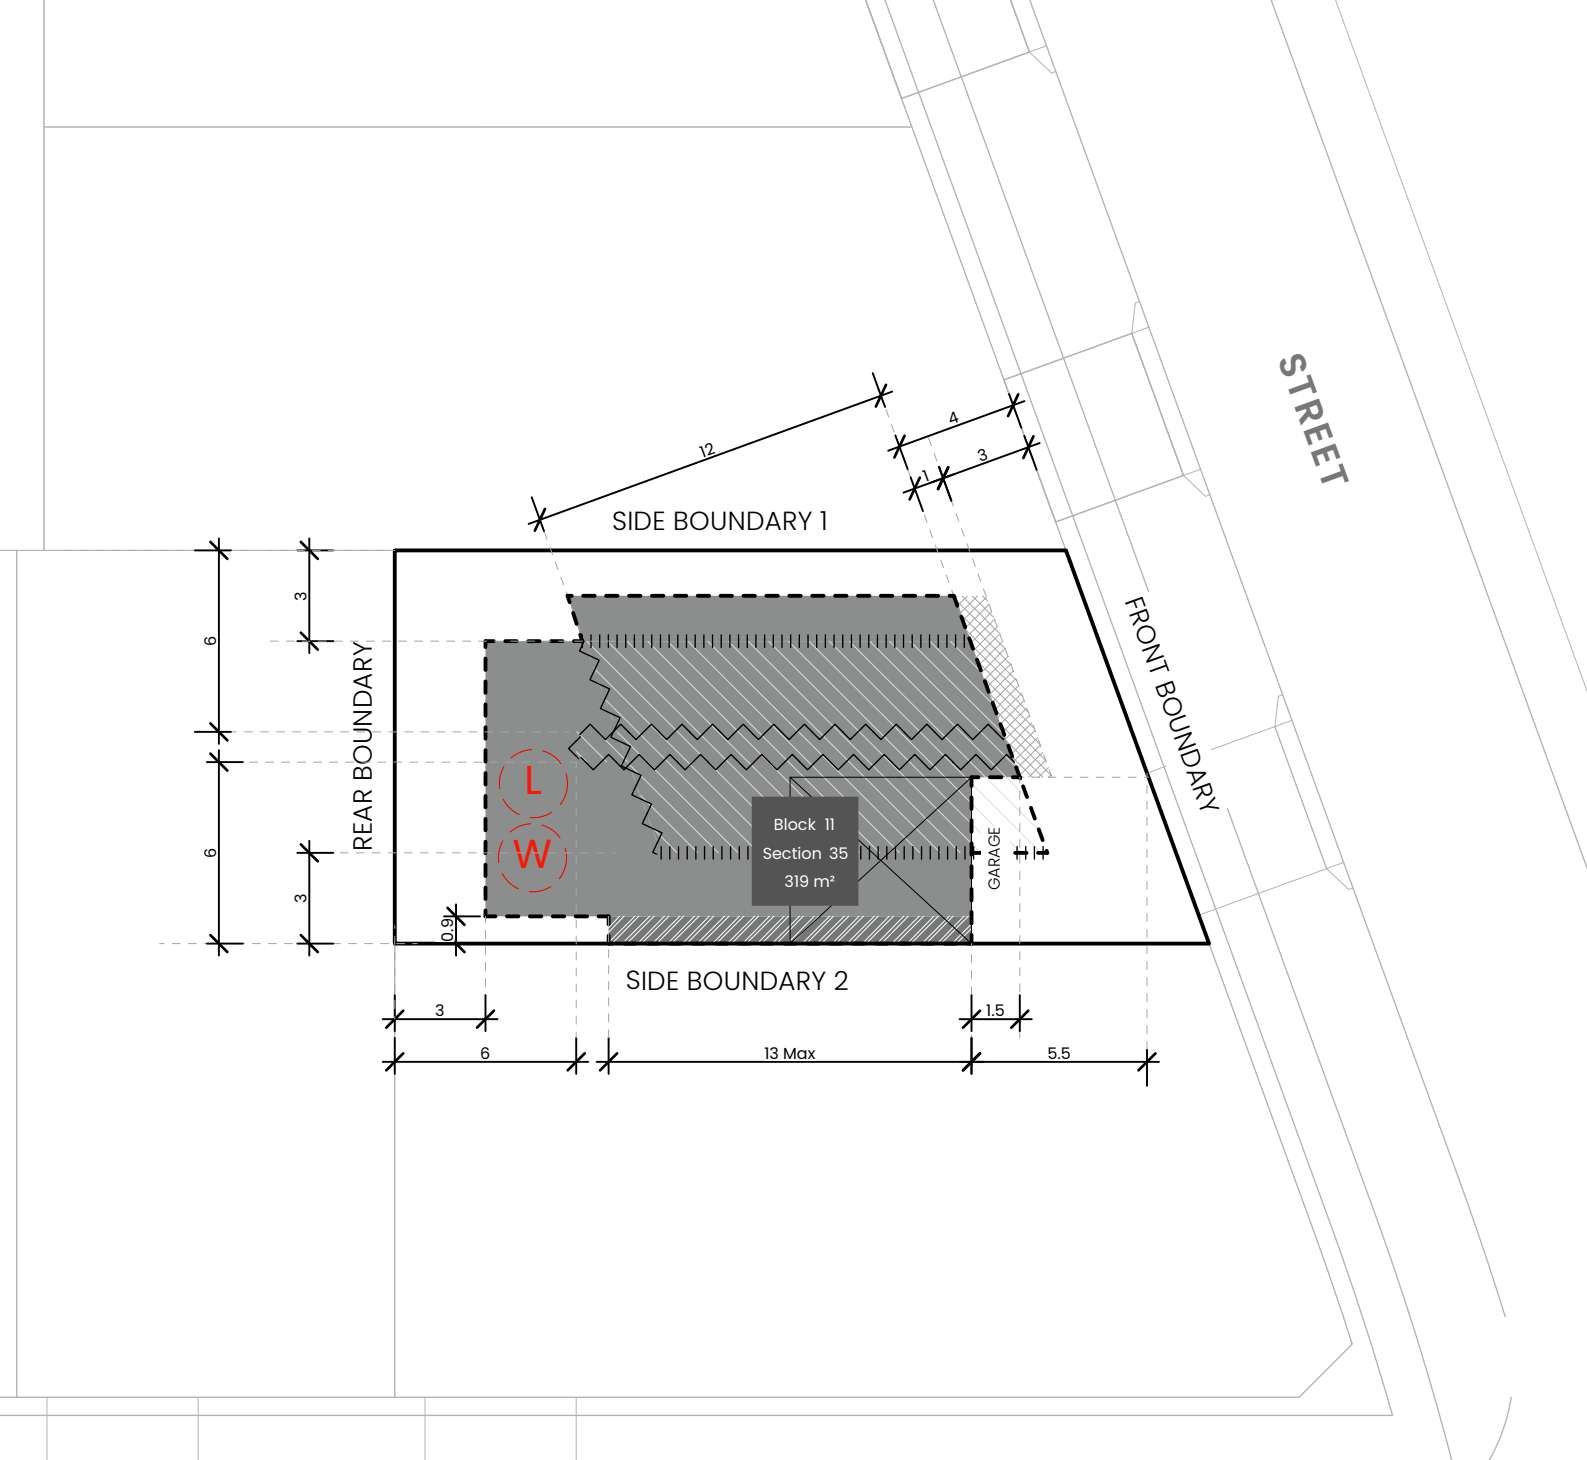 STREET
12
4
3
1
SIDE BOUNDARY 1
3
6
FRONT BOUNDARY
REAR BOUNDARY
L
W
Block 11
Section 35
319 m²
GARAGE
6
3
0.9
SIDE BOUNDARY 2
3
1.5
6
13 Max
5.5